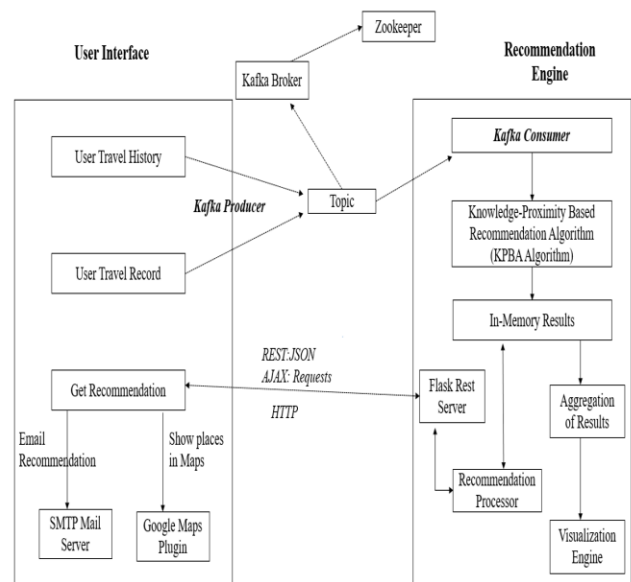 Zookeeper
User Interface
Recommendation
Engine
Kafka Broker
User Travel History
Kafka Consumer
Kafka Producer
Topic
Knowledge-Proximity Based
Recommendation Algorithm
(KPBA Algorithm)
User Travel Record
In-Memory Results
REST:JSON
AJAX: Requests
HTTP
Get Recommendation
Flask Rest
Server
Aggregation
of Results
Email
Recommendation
Show places
in Maps
Recommendation
Processor
SMTP Mail
Server
Google Maps
Plugin
Visualization
Engine